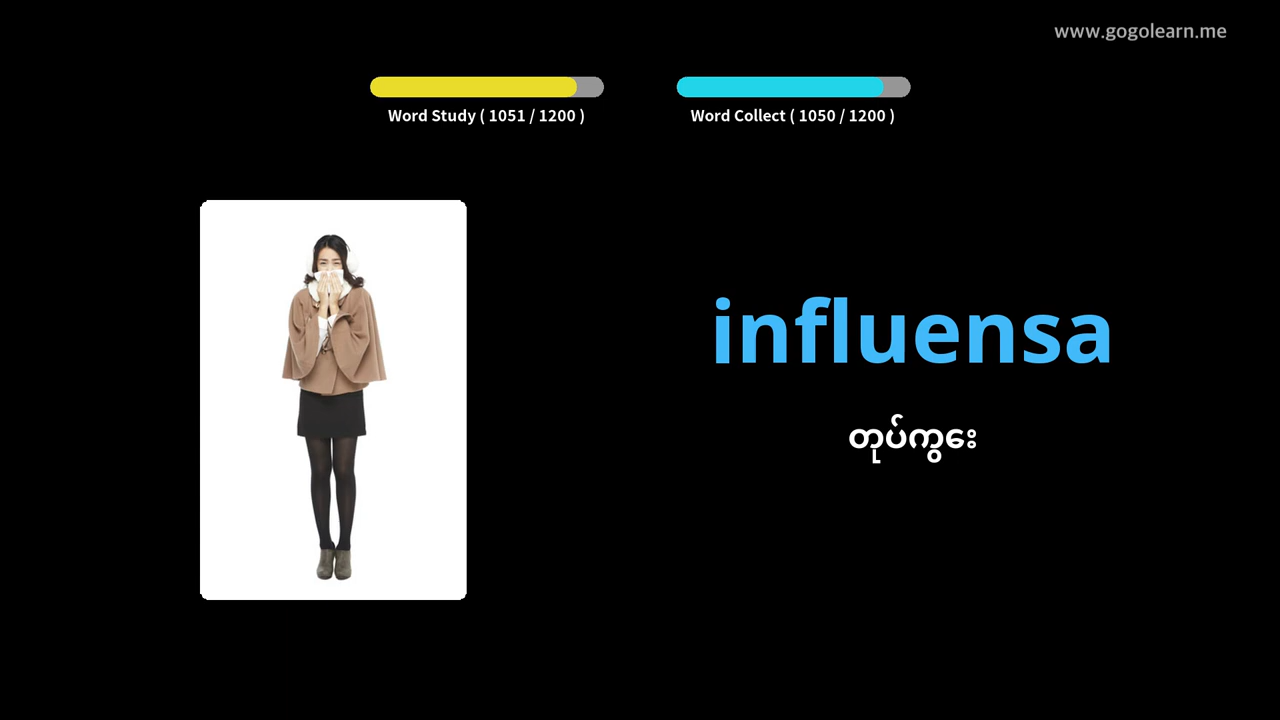 www.gogolearn.me
Word Study ( 1051 / 1200 )
Word Collect ( 1050 / 1200 )
influensa
တုပ်ကွေး